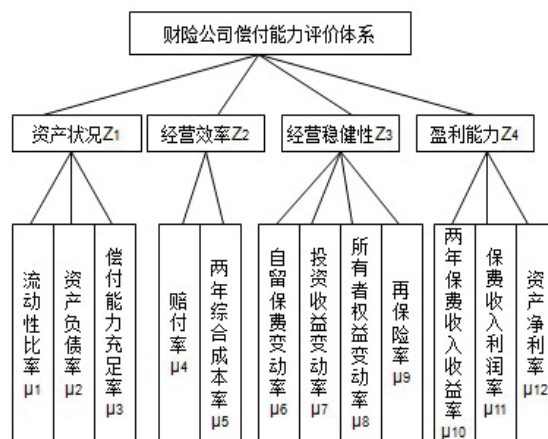 财险公司偿付能力评价体系
资产状况Z1
经营效率Z2
经营稳健性Z3
盈利能力Z4
流动性比率μ1
资产负债率μ2
偿付能力充足率μ3
赔付率μ4
两年综合成本率μ5
自留保费变动率μ6
投资收益变动率μ7
所有者权益变动率μ8
再保险率μ9
两年保费收入收益率μ10
保费收入利润率μ11
资产净利率μ12